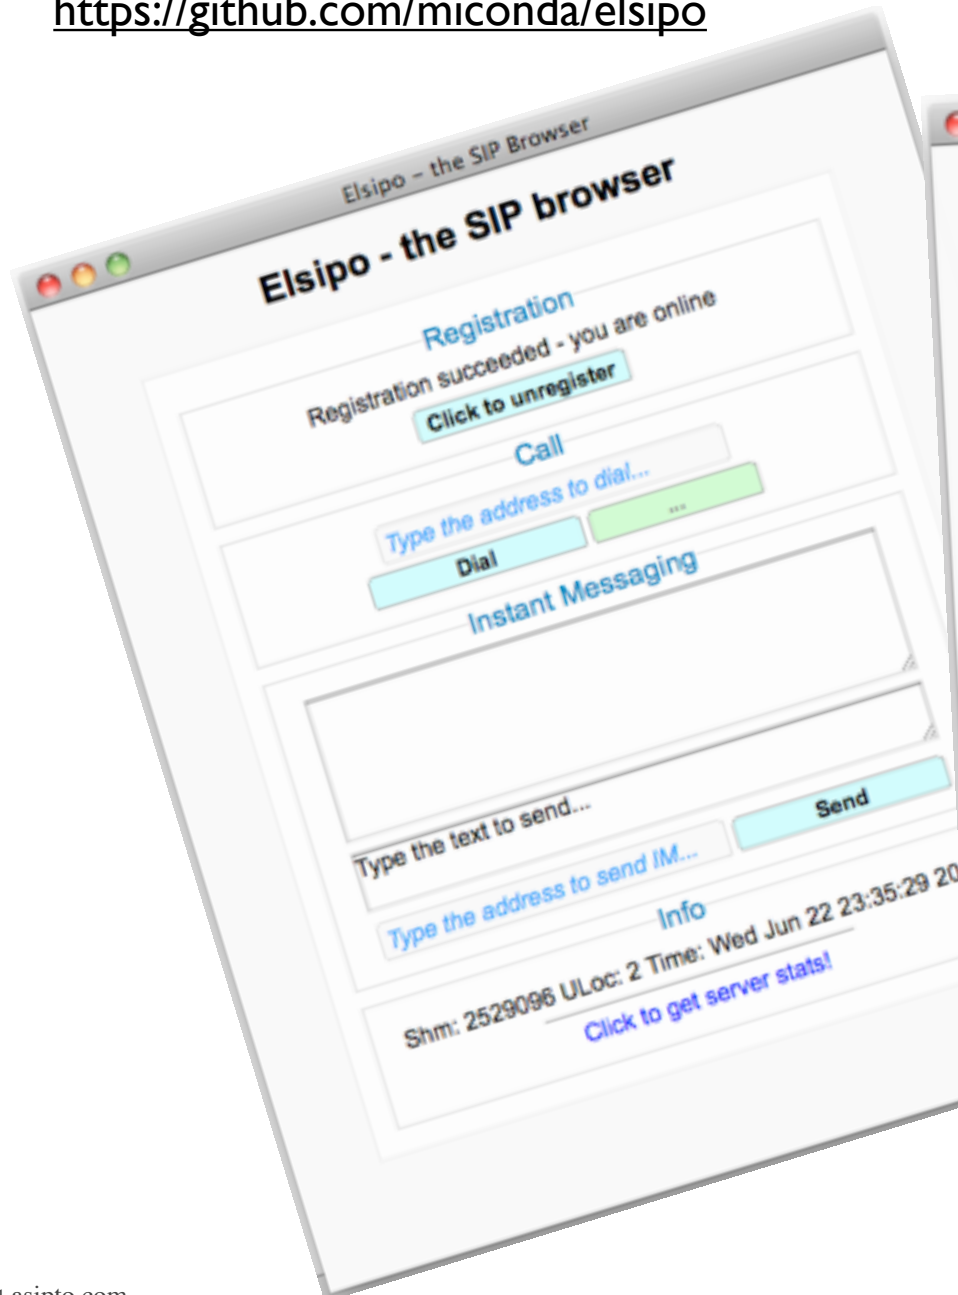 https://github.com/miconda/elsipo
Elsipo – the SIP Browser
Elsipo - the SIP browser
Registration
Registration succeeded - you are online
Click to unregister
Call
Type the address to dial...
Dial
...
Instant Messaging
Type the text to send...
Type the address to send IM...
Send
Info
Shm: 2529096 ULoc: 2 Time: Wed Jun 22 23:35:29 20
Click to get server stats!
asipto.com